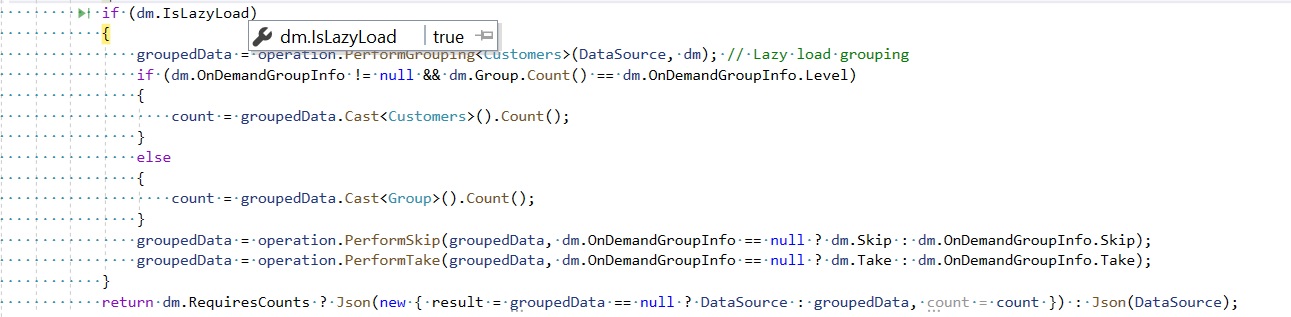 if (dm.IsLazyLoad)
{
dm.IsLazyLoad true
groupedData = operation.PerformGrouping<Customers>(DataSource, dm); // Lazy load grouping
if (dm.OnDemandGroupInfo != null && dm.Group.Count() == dm.OnDemandGroupInfo.Level)
{
count = groupedData.Cast<Customers>().Count();
}
else
{
count = groupedData.Cast<Group>().Count();
}
groupedData = operation.PerformSkip(groupedData, dm.OnDemandGroupInfo == null ? dm.Skip : dm.OnDemandGroupInfo.Skip);
groupedData = operation.PerformTake(groupedData, dm.OnDemandGroupInfo == null ? dm.Take : dm.OnDemandGroupInfo.Take);
}
return dm.RequiresCounts ? Json(new { result = groupedData == null ? DataSource : groupedData, count = count }) : Json(DataSource);